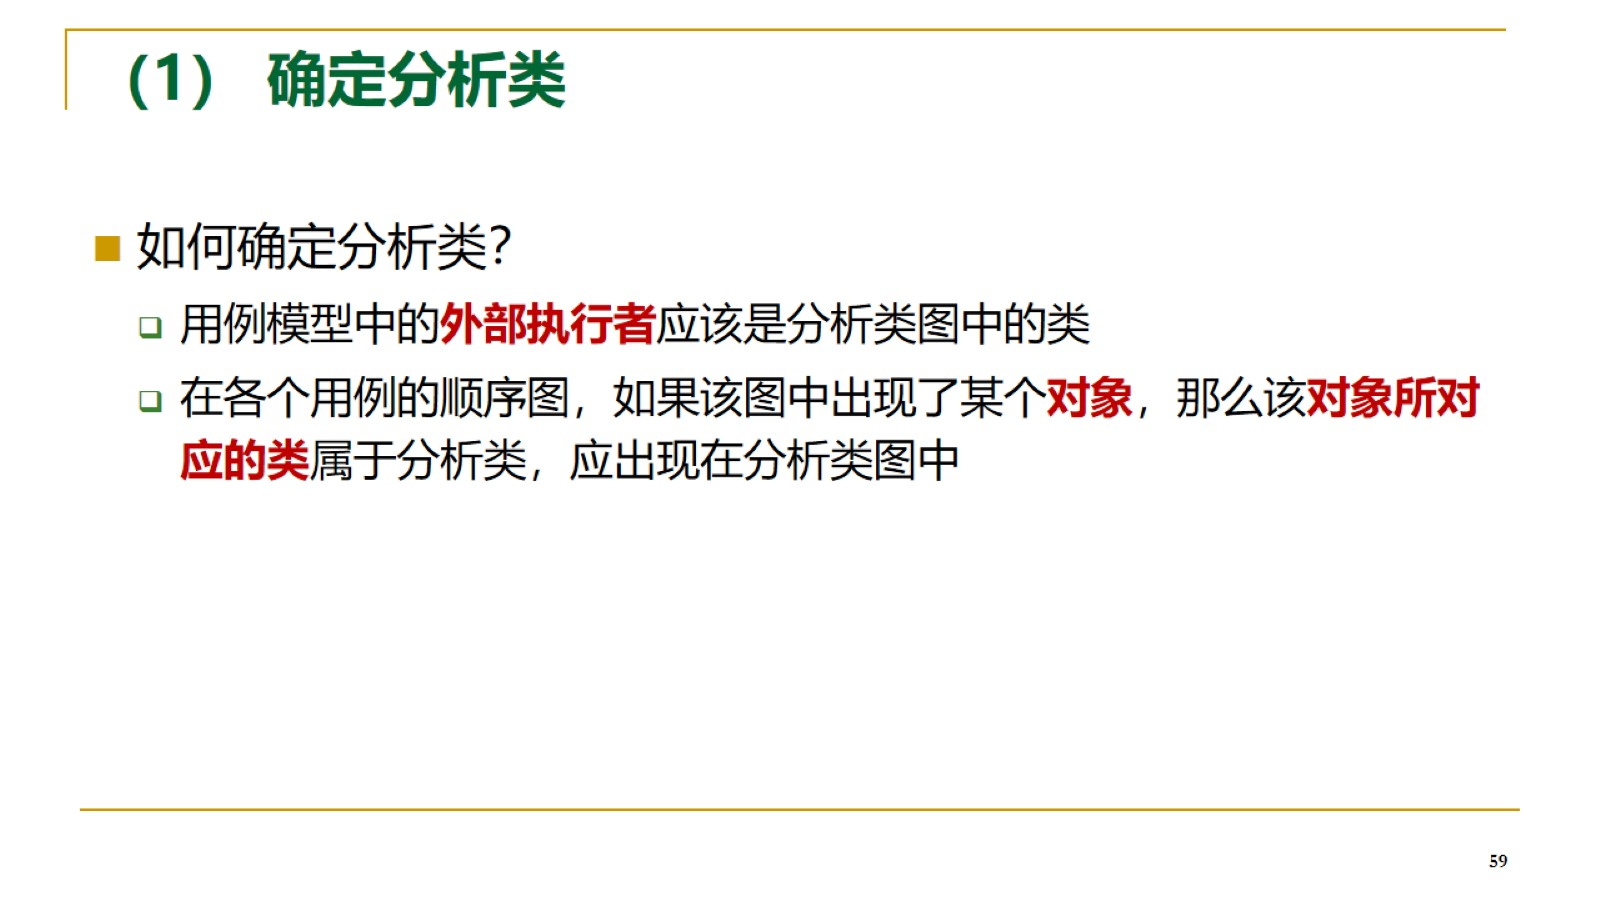 （1） 确定分析类
如何确定分析类？
用例模型中的外部执行者应该是分析类图中的类
在各个用例的顺序图，如果该图中出现了某个对象，那么该对象所对
应的类属于分析类，应出现在分析类图中
59